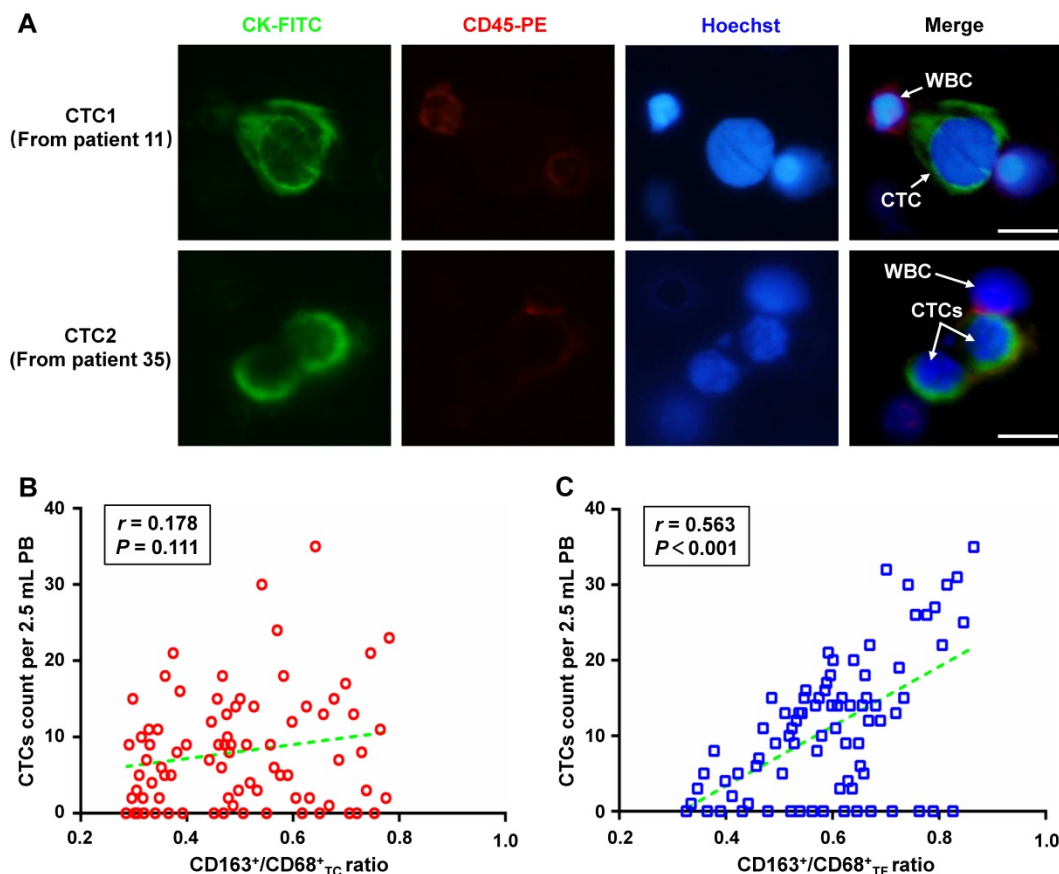 A
CK-FITC CD45-PE Hoechst Merge
CTC1
(From patient 11)
WBC
CTC
CTC2
(From patient 35)
WBC
CTCs
B
r = 0.178
P = 0.111
CTCs count per 2.5 mL PB
40
30
20
10
0
0.2 0.4 0.6 0.8 1.0
CD163⁺/CD68⁺TC ratio
C
r = 0.563
P < 0.001
CTCs count per 2.5 mL PB
40
30
20
10
0
0.2 0.4 0.6 0.8 1.0
CD163⁺/CD68⁺TF ratio